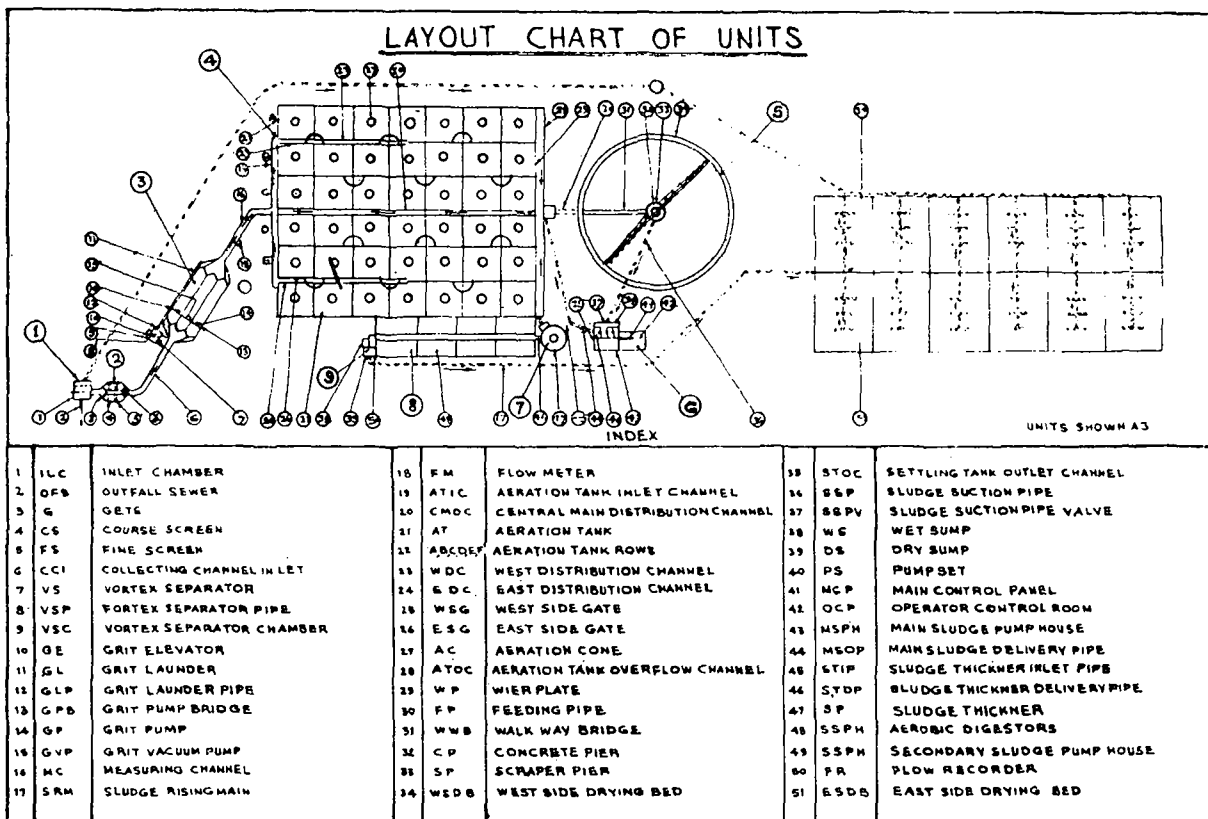 LAYOUT CHART OF UNITS
INDEX
UNITS SHOWN A3
1 ILC INLET CHAMBER
2 OFS OUTFALL SEWER
3 G GETS
4 CS COURSE SCREEN
5 FS FINE SCREEN
6 CCI COLLECTING CHANNEL INLET
7 VS VORTEX SEPARATOR
8 VSP FORTEX SEPARATOR PIPE
9 VSC VORTEX SEPARATOR CHAMBER
10 GE GRIT ELEVATOR
11 GL GRIT LAUNDER
12 GLP GRIT LAUNDER PIPE
13 GPB GRIT PUMP BRIDGE
14 GP GRIT PUMP
15 GVP GRIT VACUUM PUMP
16 MC MEASURING CHANNEL
17 SRM SLUDGE RISING MAIN
18 FM FLOW METER
19 ATIC AERATION TANK INLET CHANNEL
20 CMDC CENTRAL MAIN DISTRIBUTION CHANNEL
21 AT AERATION TANK
22 ABCDEF AERATION TANK ROWS
23 WDC WEST DISTRIBUTION CHANNEL
24 EDC EAST DISTRIBUTION CHANNEL
25 WSG WEST SIDE GATE
26 ESG EAST SIDE GATE
27 AC AERATION CONE
28 ATOC AERATION TANK OVERFLOW CHANNEL
29 WP WIER PLATE
30 FP FEEDING PIPE
31 WWB WALK WAY BRIDGE
32 CP CONCRETE PIER
33 SP SCRAPER PIER
34 WSDB WEST SIDE DRYING BED
35 STOC SETTLING TANK OUTLET CHANNEL
36 SSP SLUDGE SUCTION PIPE
37 SSPV SLUDGE SUCTION PIPE VALVE
38 WS WET SUMP
39 DS DRY SUMP
40 PS PUMPSET
41 MCP MAIN CONTROL PANEL
42 OCP OPERATOR CONTROL ROOM
43 MSPH MAIN SLUDGE PUMP HOUSE
44 MSOP MAIN SLUDGE DELIVERY PIPE
45 STIP SLUDGE THICKNER INLET PIPE
46 STDP SLUDGE THICKNER DELIVERY PIPE
47 SP SLUDGE THICKNER
48 SSPH AEROBIC DIGESTORS
49 SSPH SECONDARY SLUDGE PUMP HOUSE
50 FR FLOW RECORDER
51 ESDB EAST SIDE DRYING BED